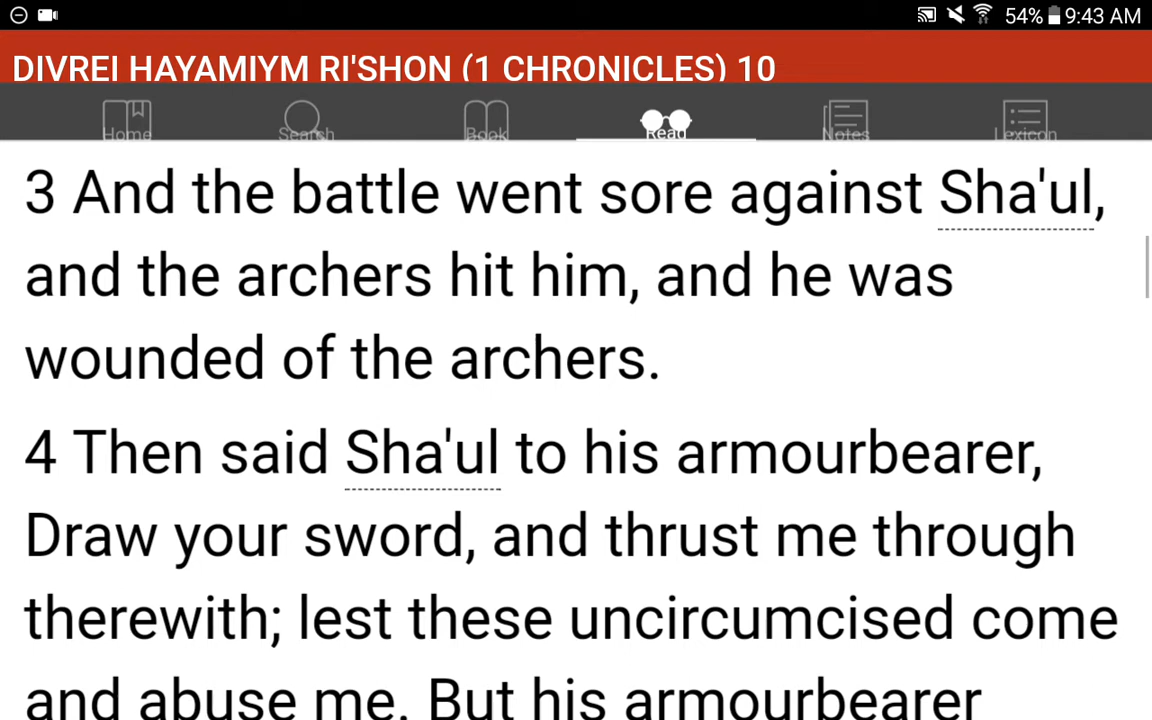 54% 9:43 AM
DIVREI HAYAMIYM RI'SHON (1 CHRONICLES) 10
Home Search Book Read Notes Lexicon
3 And the battle went sore against Sha'ul,
and the archers hit him, and he was
wounded of the archers.
4 Then said Sha'ul to his armourbearer,
Draw your sword, and thrust me through
therewith; lest these uncircumcised come
and abuse me. But his armourbearer